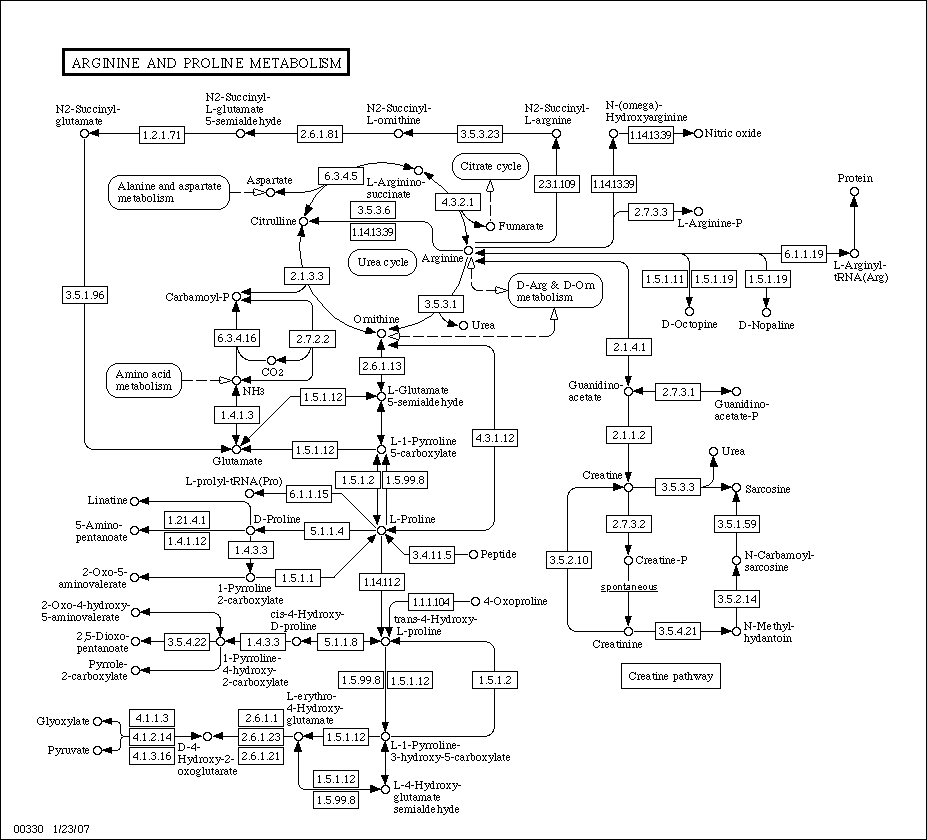 ARGININE AND PROLINE METABOLISM
N2-Succinyl-
glutamate
N2-Succinyl-
L-glutamate
5-semialdehyde
N2-Succinyl-
L-ornithine
N2-Succinyl-
L-arginine
N-(omega)-
Hydroxyarginine
1.2.1.71
2.6.1.81
3.5.3.23
1.14.13.39
Nitric oxide
Alanine and aspartate
metabolism
Aspartate
6.3.4.5
L-Arginino-
succinate
Citrate cycle
2.3.1.109
1.14.13.39
Protein
4.3.2.1
3.5.3.6
1.14.13.39
Citrulline
Fumarate
2.7.3.3
L-Arginine-P
Urea cycle
Arginine
6.1.1.19
L-Arginyl-
tRNA(Arg)
2.1.3.3
1.5.1.11
1.5.1.19
1.5.1.19
3.5.1.96
Carbamoyl-P
D-Arg & D-Orn
metabolism
3.5.3.1
Ornithine
Urea
D-Octopine
D-Nopaline
6.3.4.16
2.7.2.2
2.1.4.1
2.6.1.13
CO2
Amino acid
metabolism
NH3
L-Glutamate
5-semialdehyde
1.5.1.12
Guanidino-
acetate
2.7.3.1
Guanidino-
acetate-P
1.4.1.3
4.3.1.12
2.1.1.2
Glutamate
1.5.1.12
L-1-Pyrroline
5-carboxylate
Urea
1.5.1.2
1.5.99.8
Creatine
3.5.3.3
Sarcosine
L-prolyl-tRNA(Pro)
6.1.1.15
Linatine
5-Amino-
pentanoate
1.21.4.1
1.4.1.12
D-Proline
5.1.1.4
L-Proline
2.7.3.2
3.5.1.59
1.4.3.3
3.4.11.5
Peptide
3.5.2.10
Creatine-P
N-Carbamoyl-
sarcosine
2-Oxo-5-
aminovalerate
1-Pyrroline
2-carboxylate
1.5.1.1
1.14.11.2
spontaneous
3.5.2.14
2-Oxo-4-hydroxy-
5-aminovalerate
cis-4-Hydroxy-
D-proline
1.1.1.104
4-Oxoproline
trans-4-Hydroxy-
L-proline
2,5-Dioxo-
pentanoate
3.5.4.22
1.4.3.3
5.1.1.8
Creatinine
3.5.4.21
N-Methyl-
hydantoin
Pyrrole-
2-carboxylate
1-Pyrroline-
4-hydroxy-
2-carboxylate
1.5.99.8
1.5.1.12
1.5.1.2
Creatine pathway
L-erythro-
4-Hydroxy-
glutamate
Glyoxylate
Pyruvate
4.1.1.3
4.1.2.14
4.1.3.16
D-4-
Hydroxy-2-
oxoglutarate
2.6.1.1
2.6.1.23
2.6.1.21
1.5.1.12
L-1-Pyrroline-
3-hydroxy-5-carboxylate
1.5.1.12
1.5.99.8
L-4-Hydroxy-
glutamate
semialdehyde
00330 1/23/07